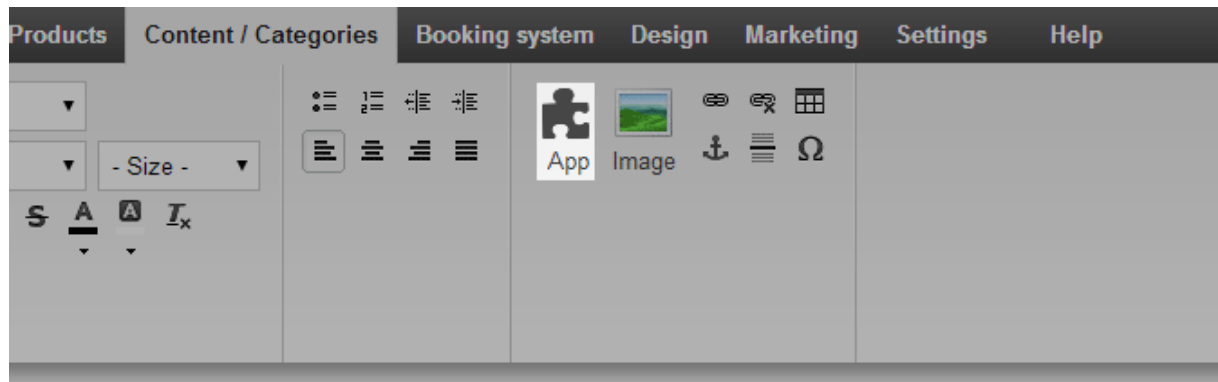 Products Content / Categories Booking system Design Marketing Settings Help
- Size -
App Image